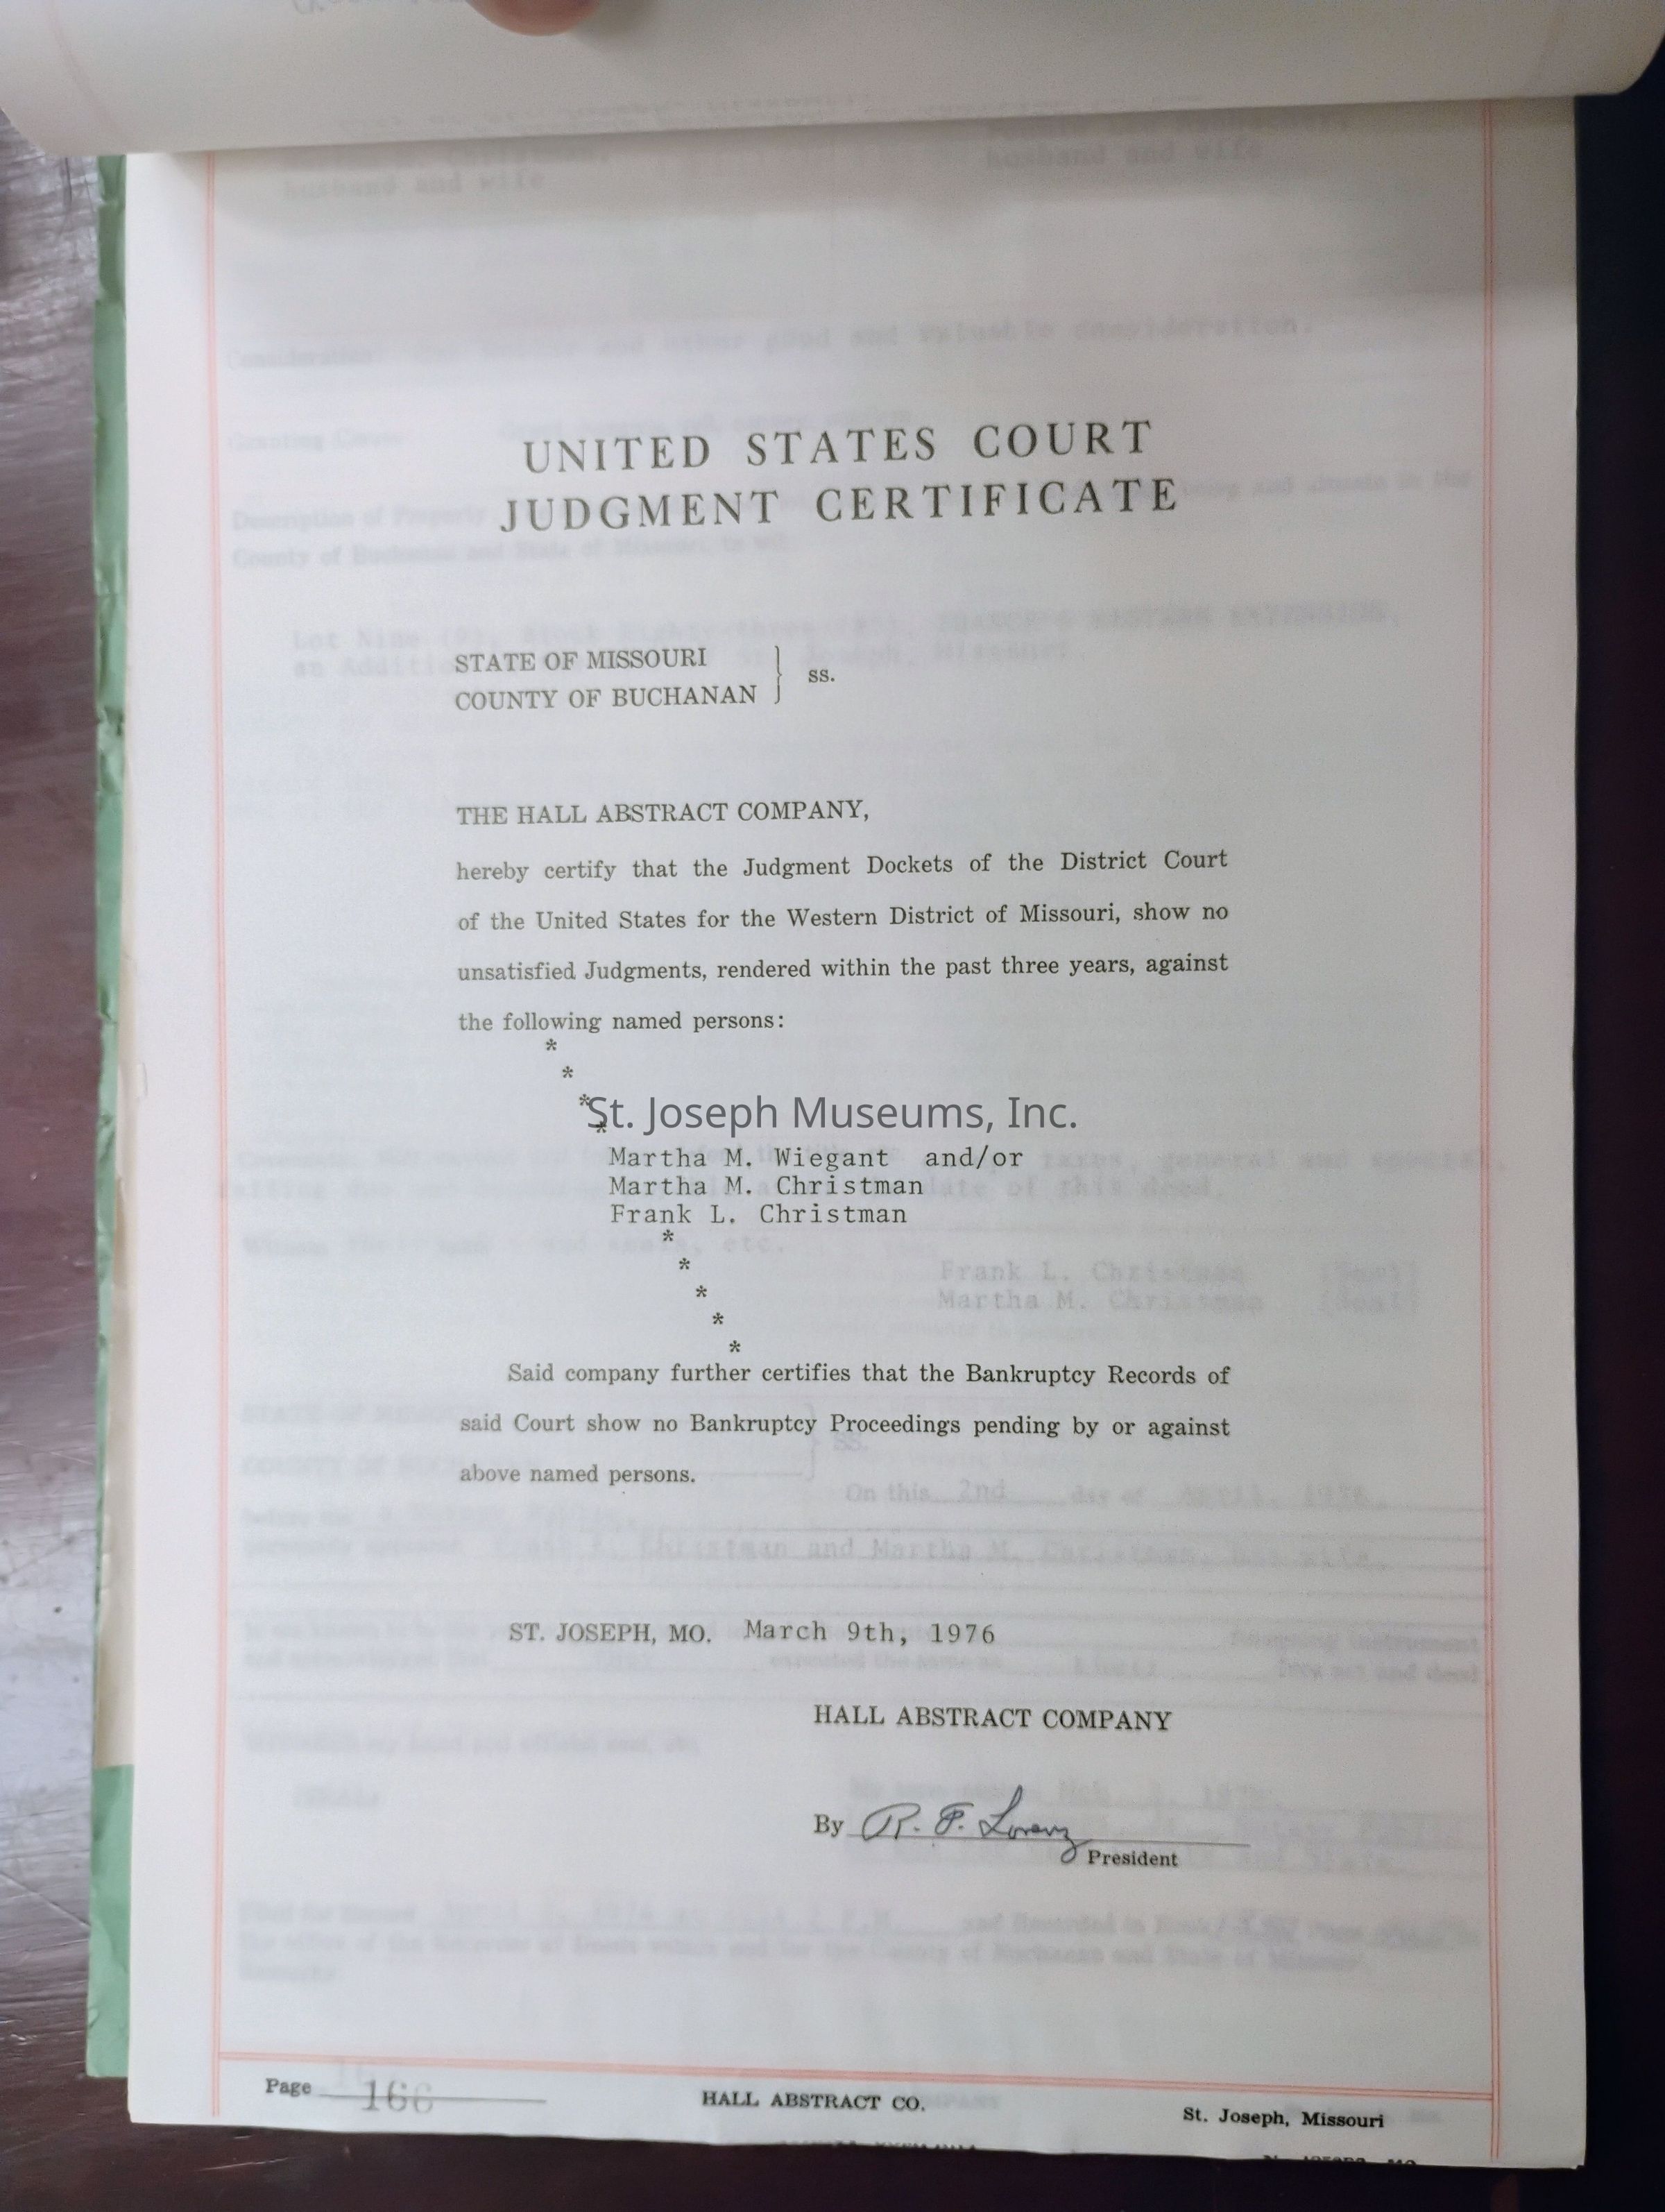 UNITED STATES COURT
JUDGMENT CERTIFICATE
STATE OF MISSOURI
COUNTY OF BUCHANAN } ss.
THE HALL ABSTRACT COMPANY,
hereby certify that the Judgment Dockets of the District Court
of the United States for the Western District of Missouri, show no
unsatisfied Judgments, rendered within the past three years, against
the following named persons:
*
*
*
St. Joseph Museums, Inc.
*
Martha M. Wiegant and/or
Martha M. Christman
Frank L. Christman
*
*
*
*
*
Said company further certifies that the Bankruptcy Records of
said Court show no Bankruptcy Proceedings pending by or against
above named persons.
ST. JOSEPH, MO. March 9th, 1976
HALL ABSTRACT COMPANY
By R. F. Lorenz
President
Page 166
HALL ABSTRACT CO.
St. Joseph, Missouri